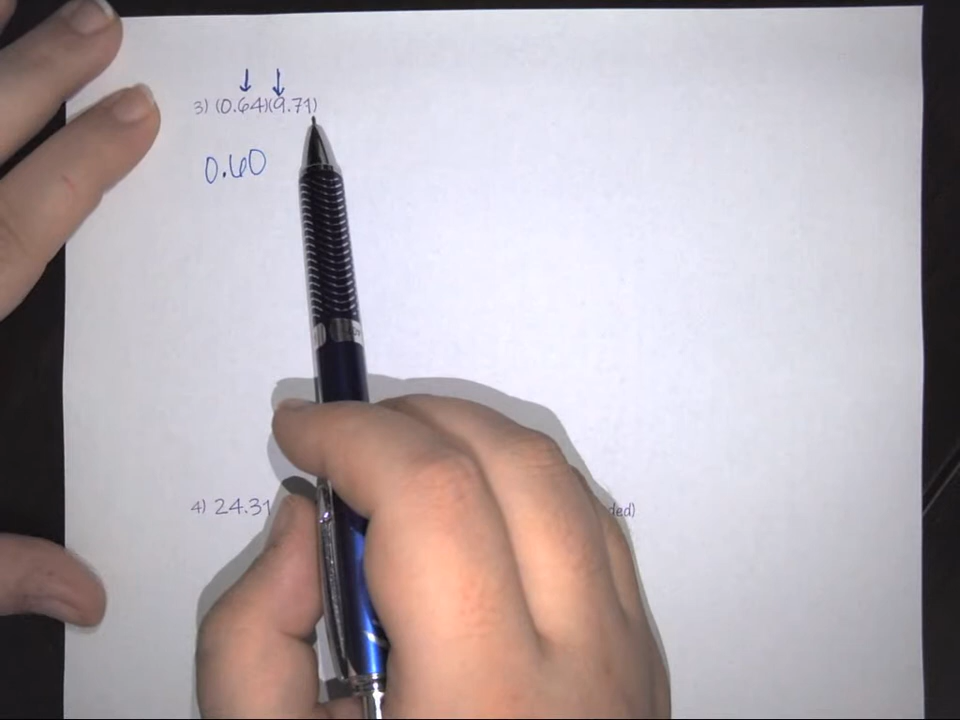 ↓ ↓
3) (0.64)(9.71)
0.60
4) 24.31 ded)